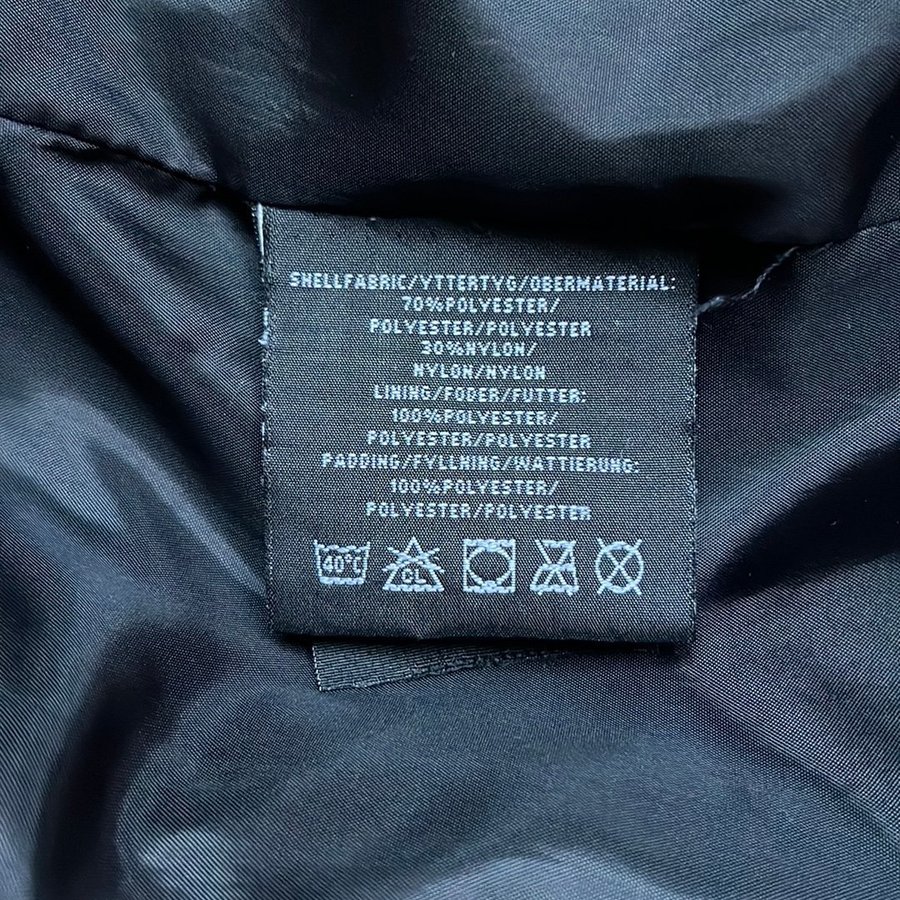 SHELLFABRIC/YTTERTYG/OBERMATERIAL:
70%POLYESTER/
POLYESTER/POLYESTER
30%NYLON/
NYLON/NYLON
LINING/FODER/FUTTER:
100%POLYESTER/
POLYESTER/POLYESTER
PADDING/FYLLNING/WATTIERUNG:
100%POLYESTER/
POLYESTER/POLYESTER
40°C CL